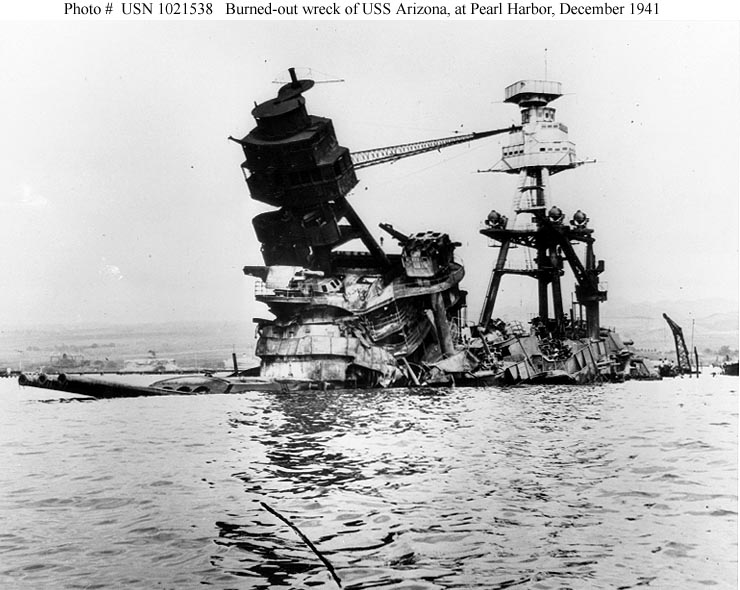 Photo #  USN 1021538   Burned-out wreck of USS Arizona, at Pearl Harbor, December 1941